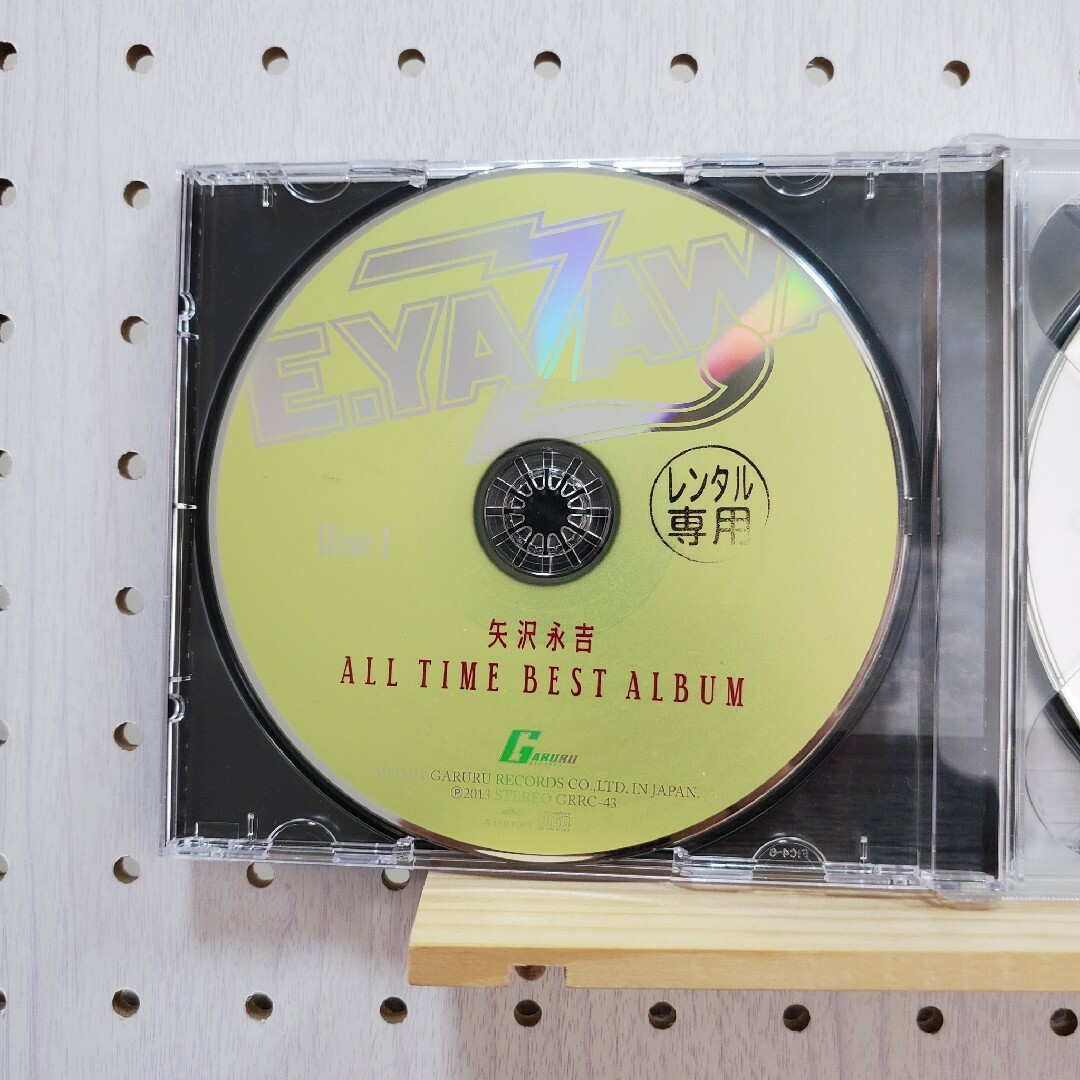 E.YAZAWA
Disc 1
レンタル
専用
矢沢永吉
ALL TIME BEST ALBUM
GARURU
GARURU RECORDS CO.,LTD. IN JAPAN.
Ⓟ2013 STEREO GRRC-43